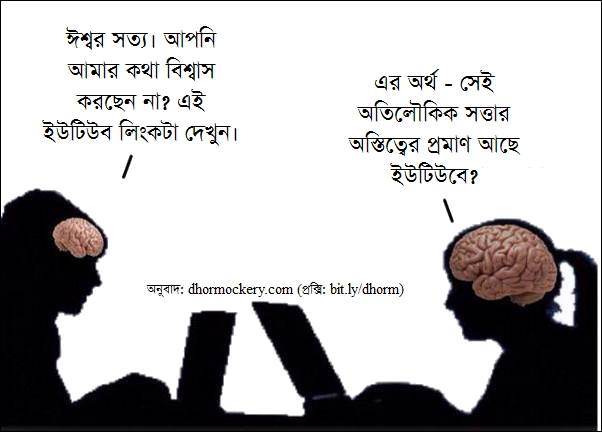 ঈশ্বর সত্য। আপনি
আমার কথা বিশ্বাস
করছেন না? এই
ইউটিউব লিংকটা দেখুন।
এর অর্থ - সেই
অতিলৌকিক সত্তার
অস্তিত্বের প্রমাণ আছে
ইউটিউবে?
অনুবাদ: dhormockery.com (প্রক্সি: bit.ly/dhorm)